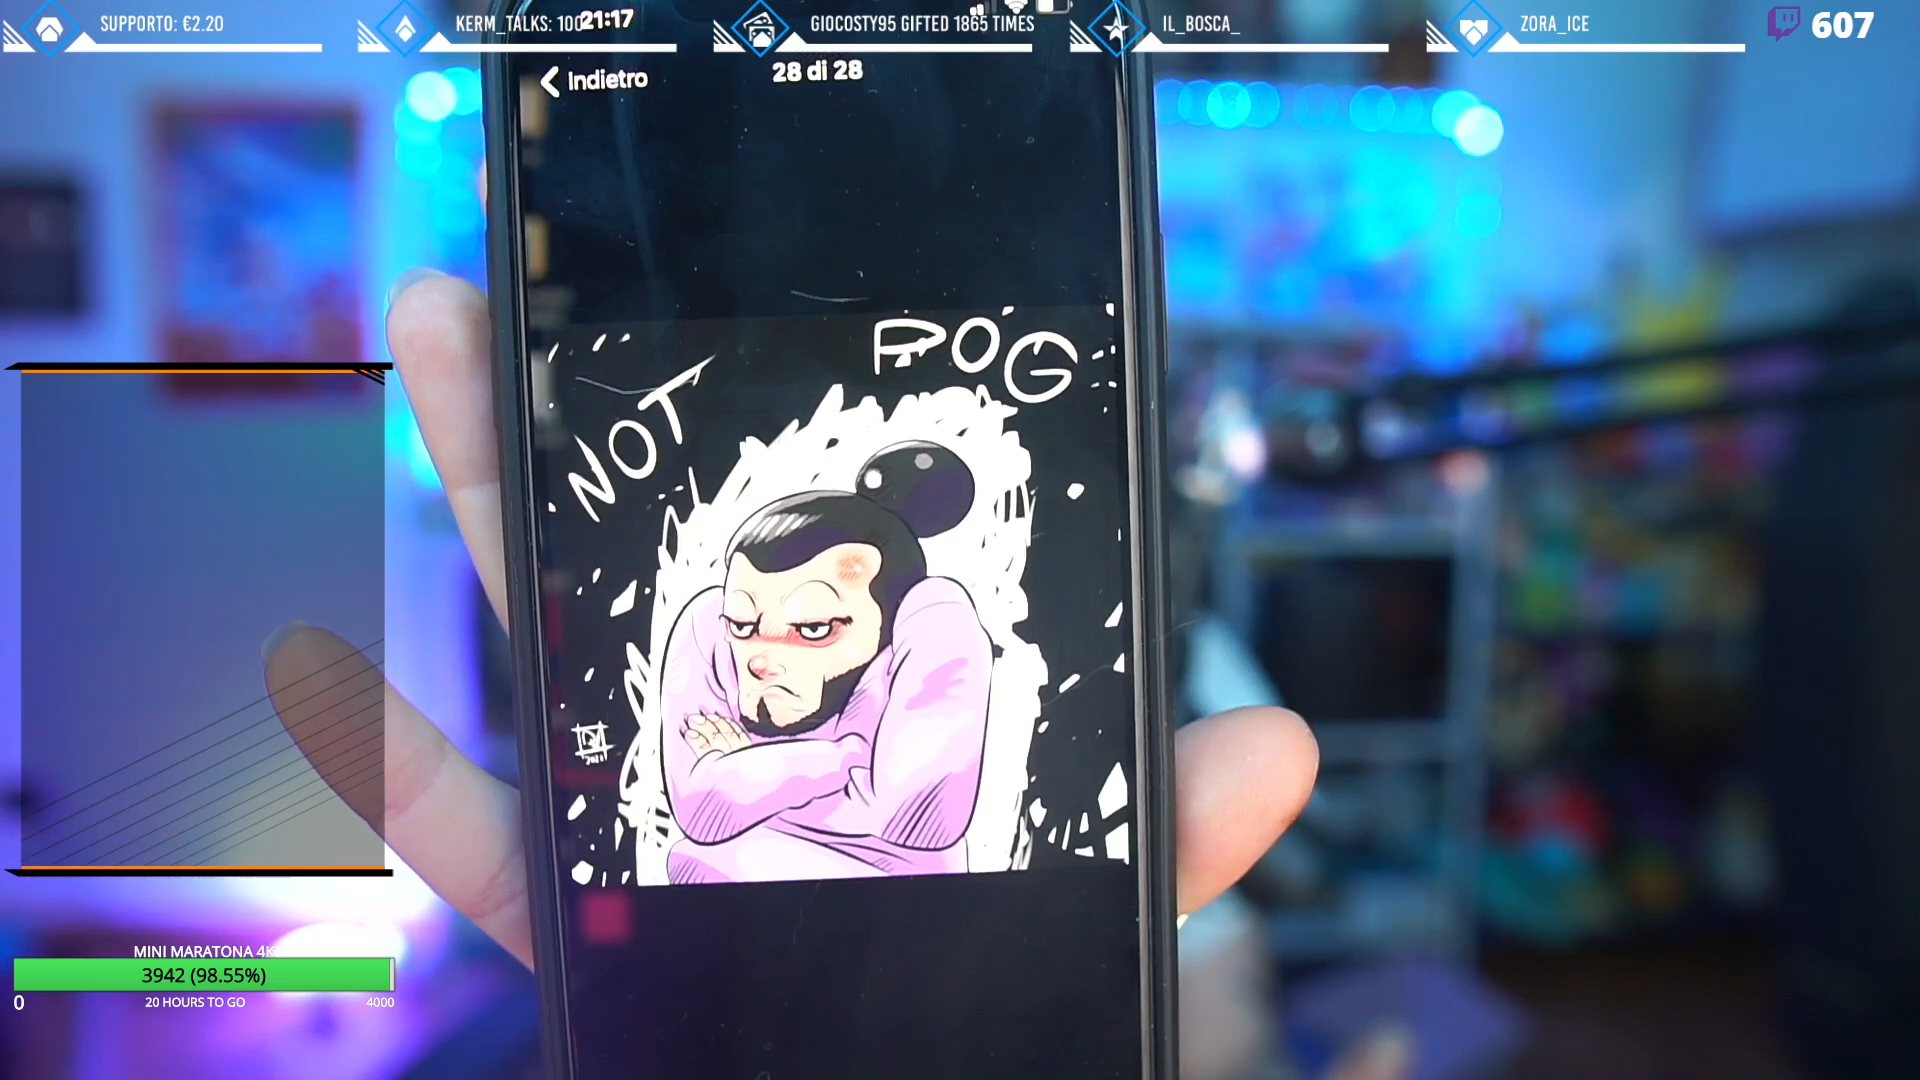 SUPPORTO: €2.20
KERM_TALKS: 100
GIOCOSTY95 GIFTED 1865 TIMES
IL_BOSCA_
ZORA_ICE
607
21:17
Indietro
28 di 28
NOT POG
MINI MARATONA 4K
3942 (98.55%)
0
20 HOURS TO GO
4000